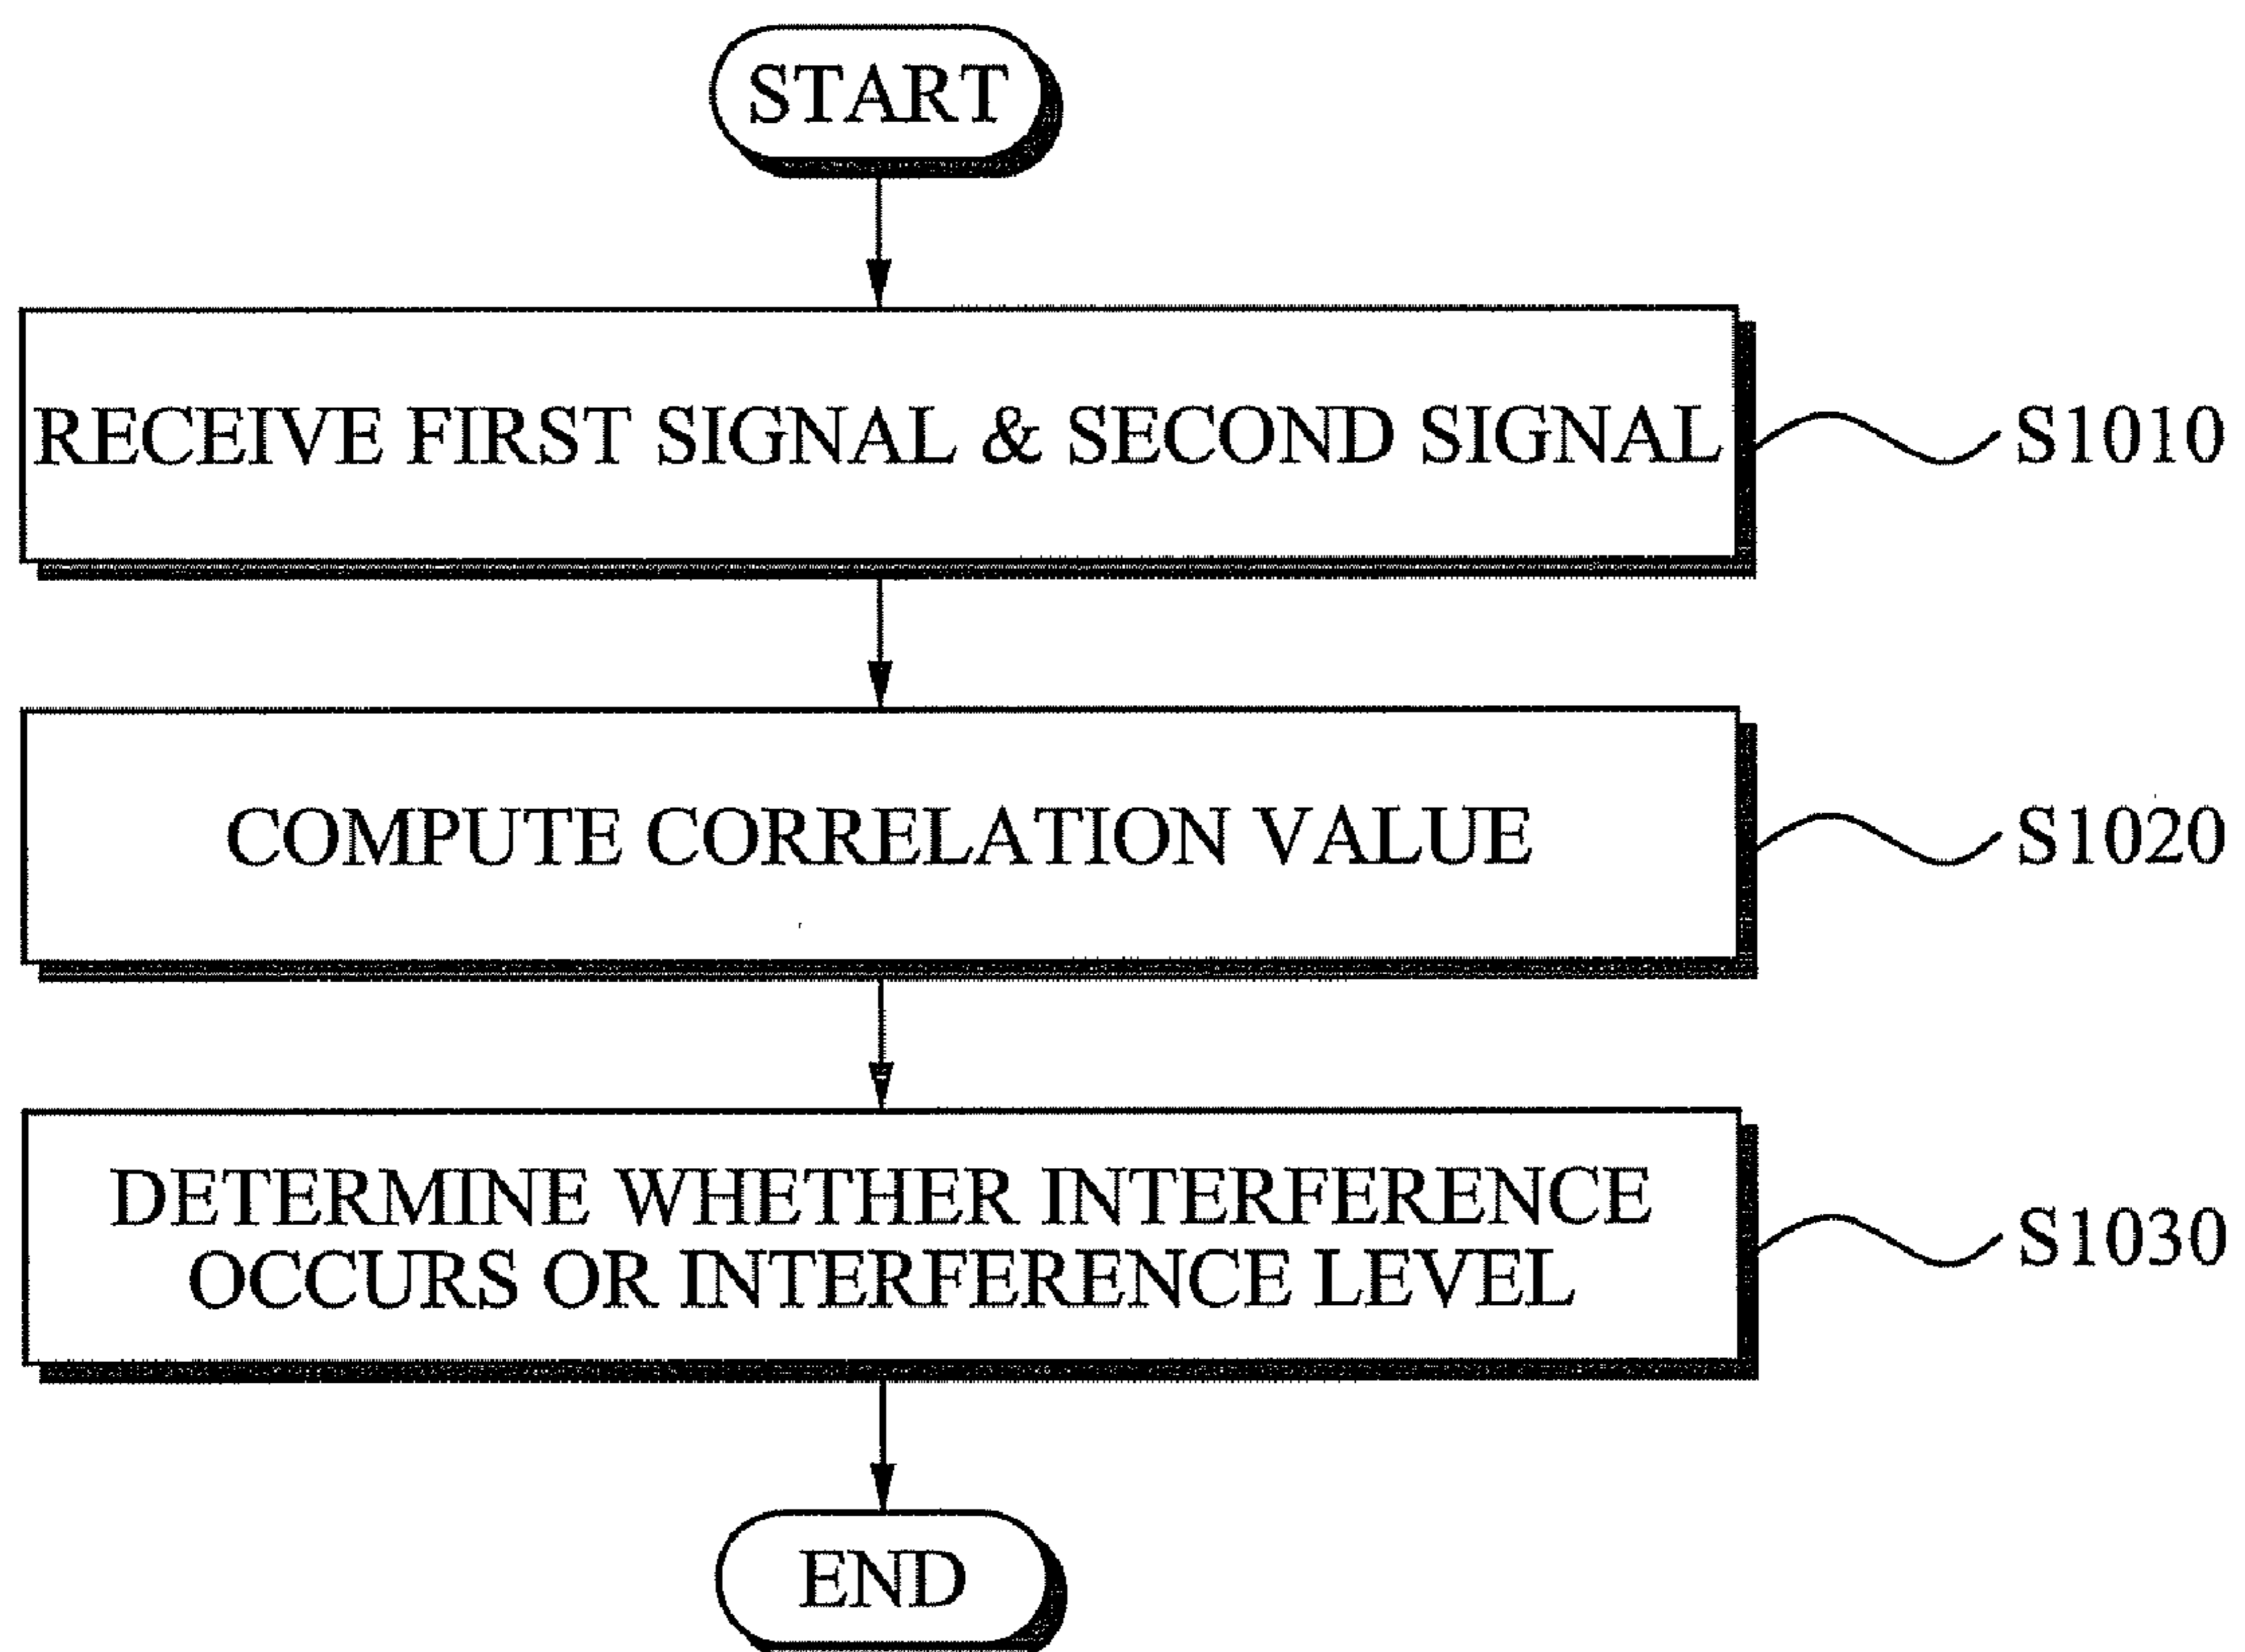 START
RECEIVE FIRST SIGNAL & SECOND SIGNAL
S1010
COMPUTE CORRELATION VALUE
S1020
DETERMINE WHETHER INTERFERENCE
OCCURS OR INTERFERENCE LEVEL
S1030
END